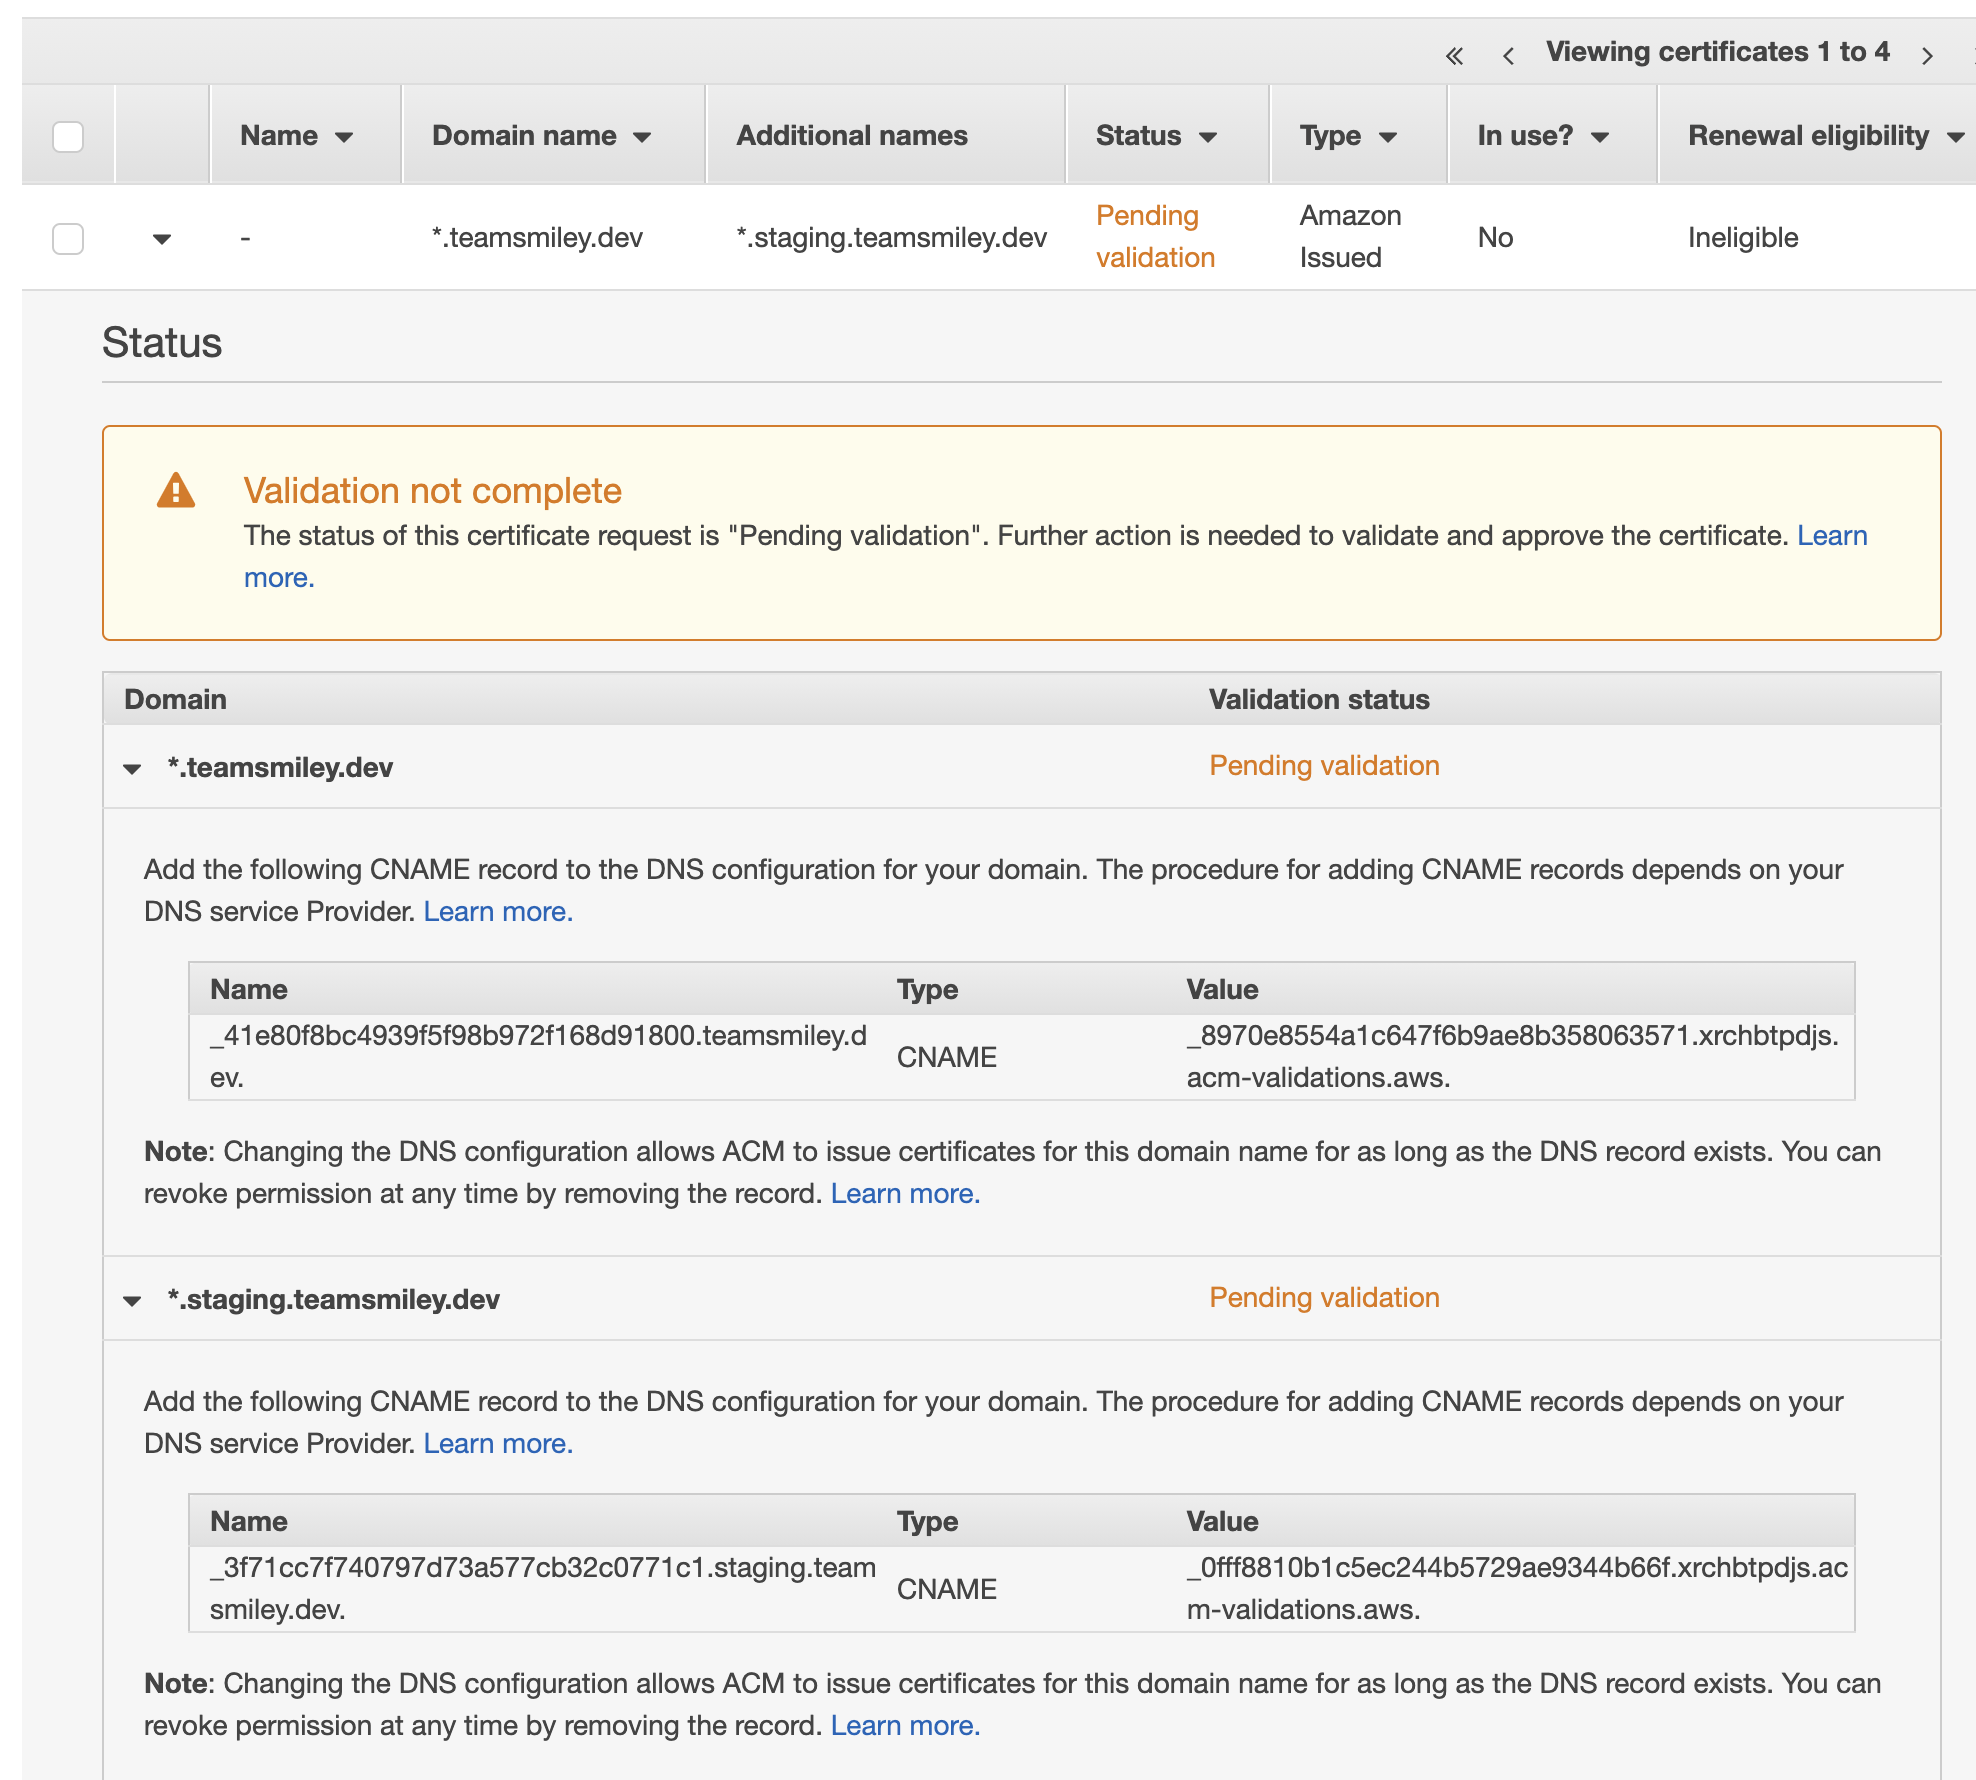 « ‹ Viewing certificates 1 to 4 ›
Name Domain name Additional names Status Type In use? Renewal eligibility
- *.teamsmiley.dev *.staging.teamsmiley.dev Pending validation Amazon Issued No Ineligible
Status
Validation not complete
The status of this certificate request is "Pending validation". Further action is needed to validate and approve the certificate. Learn
more.
Domain Validation status
*.teamsmiley.dev Pending validation
Add the following CNAME record to the DNS configuration for your domain. The procedure for adding CNAME records depends on your
DNS service Provider. Learn more.
Name Type Value
_41e80f8bc4939f5f98b972f168d91800.teamsmiley.d CNAME _8970e8554a1c647f6b9ae8b358063571.xrchbtpdjs.
ev. acm-validations.aws.
Note: Changing the DNS configuration allows ACM to issue certificates for this domain name for as long as the DNS record exists. You can
revoke permission at any time by removing the record. Learn more.
*.staging.teamsmiley.dev Pending validation
Add the following CNAME record to the DNS configuration for your domain. The procedure for adding CNAME records depends on your
DNS service Provider. Learn more.
Name Type Value
_3f71cc7f740797d73a577cb32c0771c1.staging.team CNAME _0fff8810b1c5ec244b5729ae9344b66f.xrchbtpdjs.ac
smiley.dev. m-validations.aws.
Note: Changing the DNS configuration allows ACM to issue certificates for this domain name for as long as the DNS record exists. You can
revoke permission at any time by removing the record. Learn more.